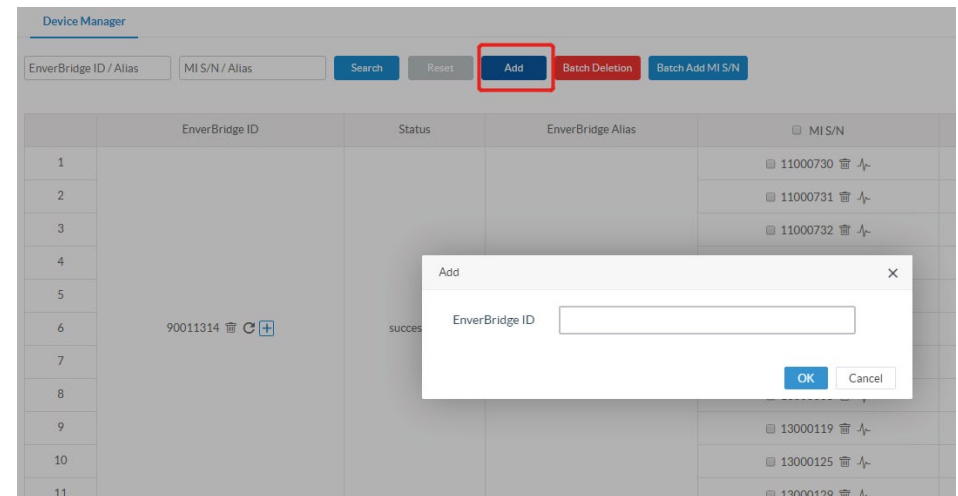 Device Manager
EnverBridge ID / Alias MI S/N / Alias Search Reset Add Batch Deletion Batch Add MI S/N
EnverBridge ID Status EnverBridge Alias MI S/N
1 11000730
2 11000731
3 11000732
4
Add
5
EnverBridge ID
6 90011314 succes
7
OK Cancel
8
9 13000119
10 13000125
11 13000129